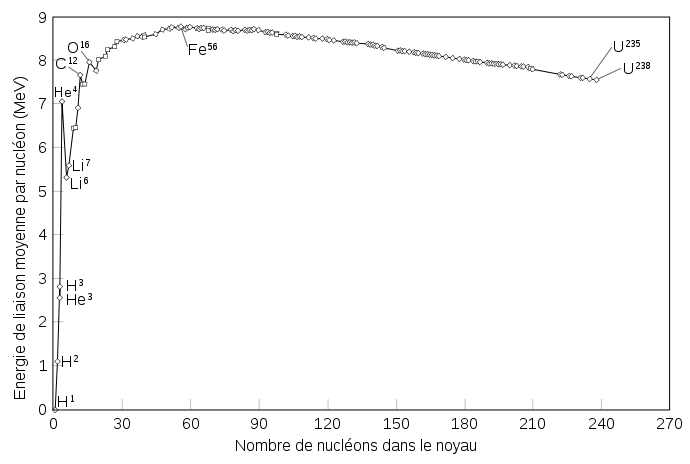 Energie de liaison moyenne par nucléon (MeV)
9
8
7
6
5
4
3
2
1
0
O¹⁶
C¹²
He⁴
Fe⁵⁶
U²³⁵
U²³⁸
Li⁷
Li⁶
H³
He³
H²
H¹
0 30 60 90 120 150 180 210 240 270
Nombre de nucléons dans le noyau